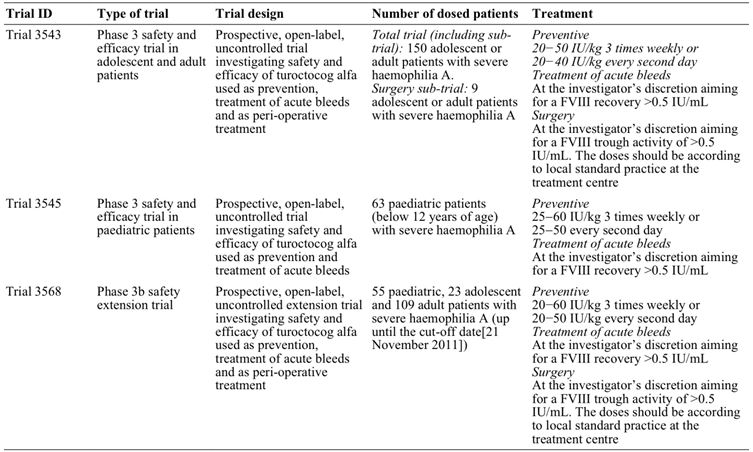 Trial ID
Type of trial
Trial design
Number of dosed patients
Treatment
Trial 3543
Phase 3 safety and
efficacy trial in
adolescent and adult
patients
Prospective, open-label,
uncontrolled trial
investigating safety and
efficacy of turoctocog alfa
used as prevention,
treatment of acute bleeds
and as peri-operative
treatment
Total trial (including sub-
trial): 150 adolescent or
adult patients with severe
haemophilia A.
Surgery sub-trial: 9
adolescent or adult patients
with severe haemophilia A
Preventive
20−50 IU/kg 3 times weekly or
20−40 IU/kg every second day
Treatment of acute bleeds
At the investigator’s discretion aiming
for a FVIII recovery >0.5 IU/mL
Surgery
At the investigator’s discretion aiming
for a FVIII trough activity of >0.5
IU/mL. The doses should be according
to local standard practice at the
treatment centre
Trial 3545
Phase 3 safety and
efficacy trial in
paediatric patients
Prospective, open-label,
uncontrolled trial
investigating safety and
efficacy of turoctocog alfa
used as prevention and
treatment of acute bleeds
63 paediatric patients
(below 12 years of age)
with severe haemophilia A
Preventive
25−60 IU/kg 3 times weekly or
25−50 every second day
Treatment of acute bleeds
At the investigator’s discretion aiming
for a FVIII recovery >0.5 IU/mL
Trial 3568
Phase 3b safety
extension trial
Prospective, open-label,
uncontrolled extension trial
investigating safety and
efficacy of turoctocog alfa
used as prevention,
treatment of acute bleeds
and as peri-operative
treatment
55 paediatric, 23 adolescent
and 109 adult patients with
severe haemophilia A (up
until the cut-off date[21
November 2011])
Preventive
20−60 IU/kg 3 times weekly or
20−50 IU/kg every second day
Treatment of acute bleeds
At the investigator’s discretion aiming
for a FVIII recovery >0.5 IU/mL
Surgery
At the investigator’s discretion aiming
for a FVIII trough activity of >0.5
IU/mL. The doses should be according
to local standard practice at the
treatment centre